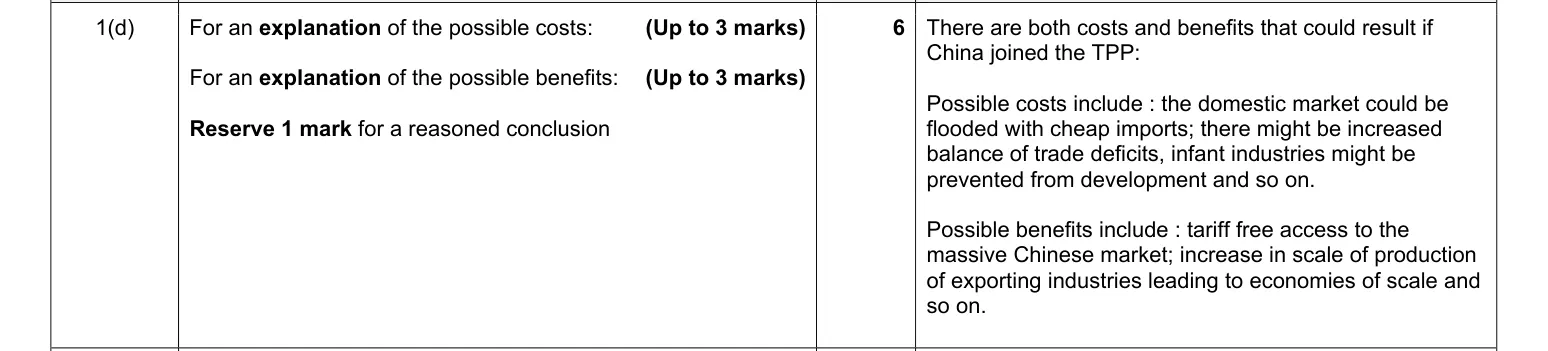 1(d)
For an explanation of the possible costs: (Up to 3 marks)
For an explanation of the possible benefits: (Up to 3 marks)
Reserve 1 mark for a reasoned conclusion
6
There are both costs and benefits that could result if
China joined the TPP:
Possible costs include : the domestic market could be
flooded with cheap imports; there might be increased
balance of trade deficits, infant industries might be
prevented from development and so on.
Possible benefits include : tariff free access to the
massive Chinese market; increase in scale of production
of exporting industries leading to economies of scale and
so on.